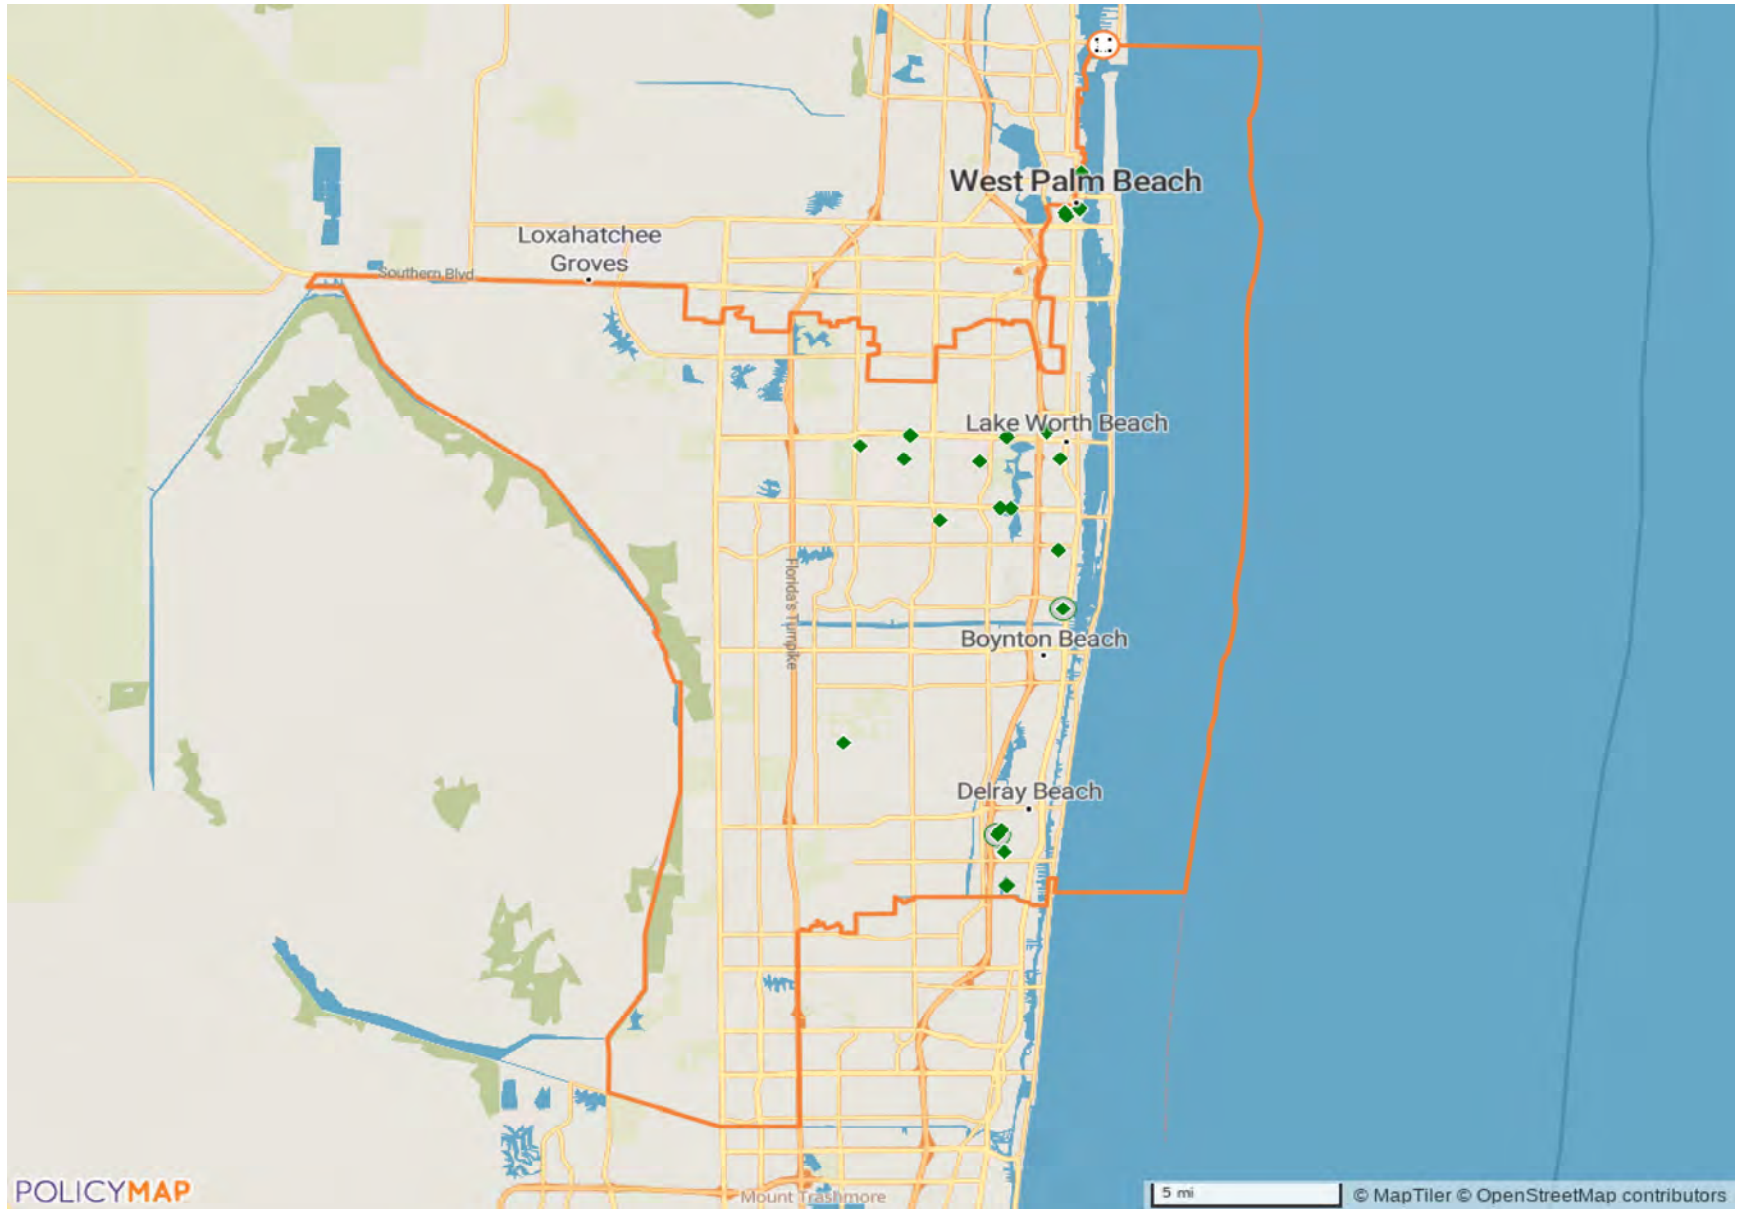 West Palm Beach
Loxahatchee
Groves
Southern Blvd
Lake Worth Beach
Florida's Turnpike
Boynton Beach
Delray Beach
POLICYMAP
Mount Trashmore
5 mi
© MapTiler © OpenStreetMap contributors